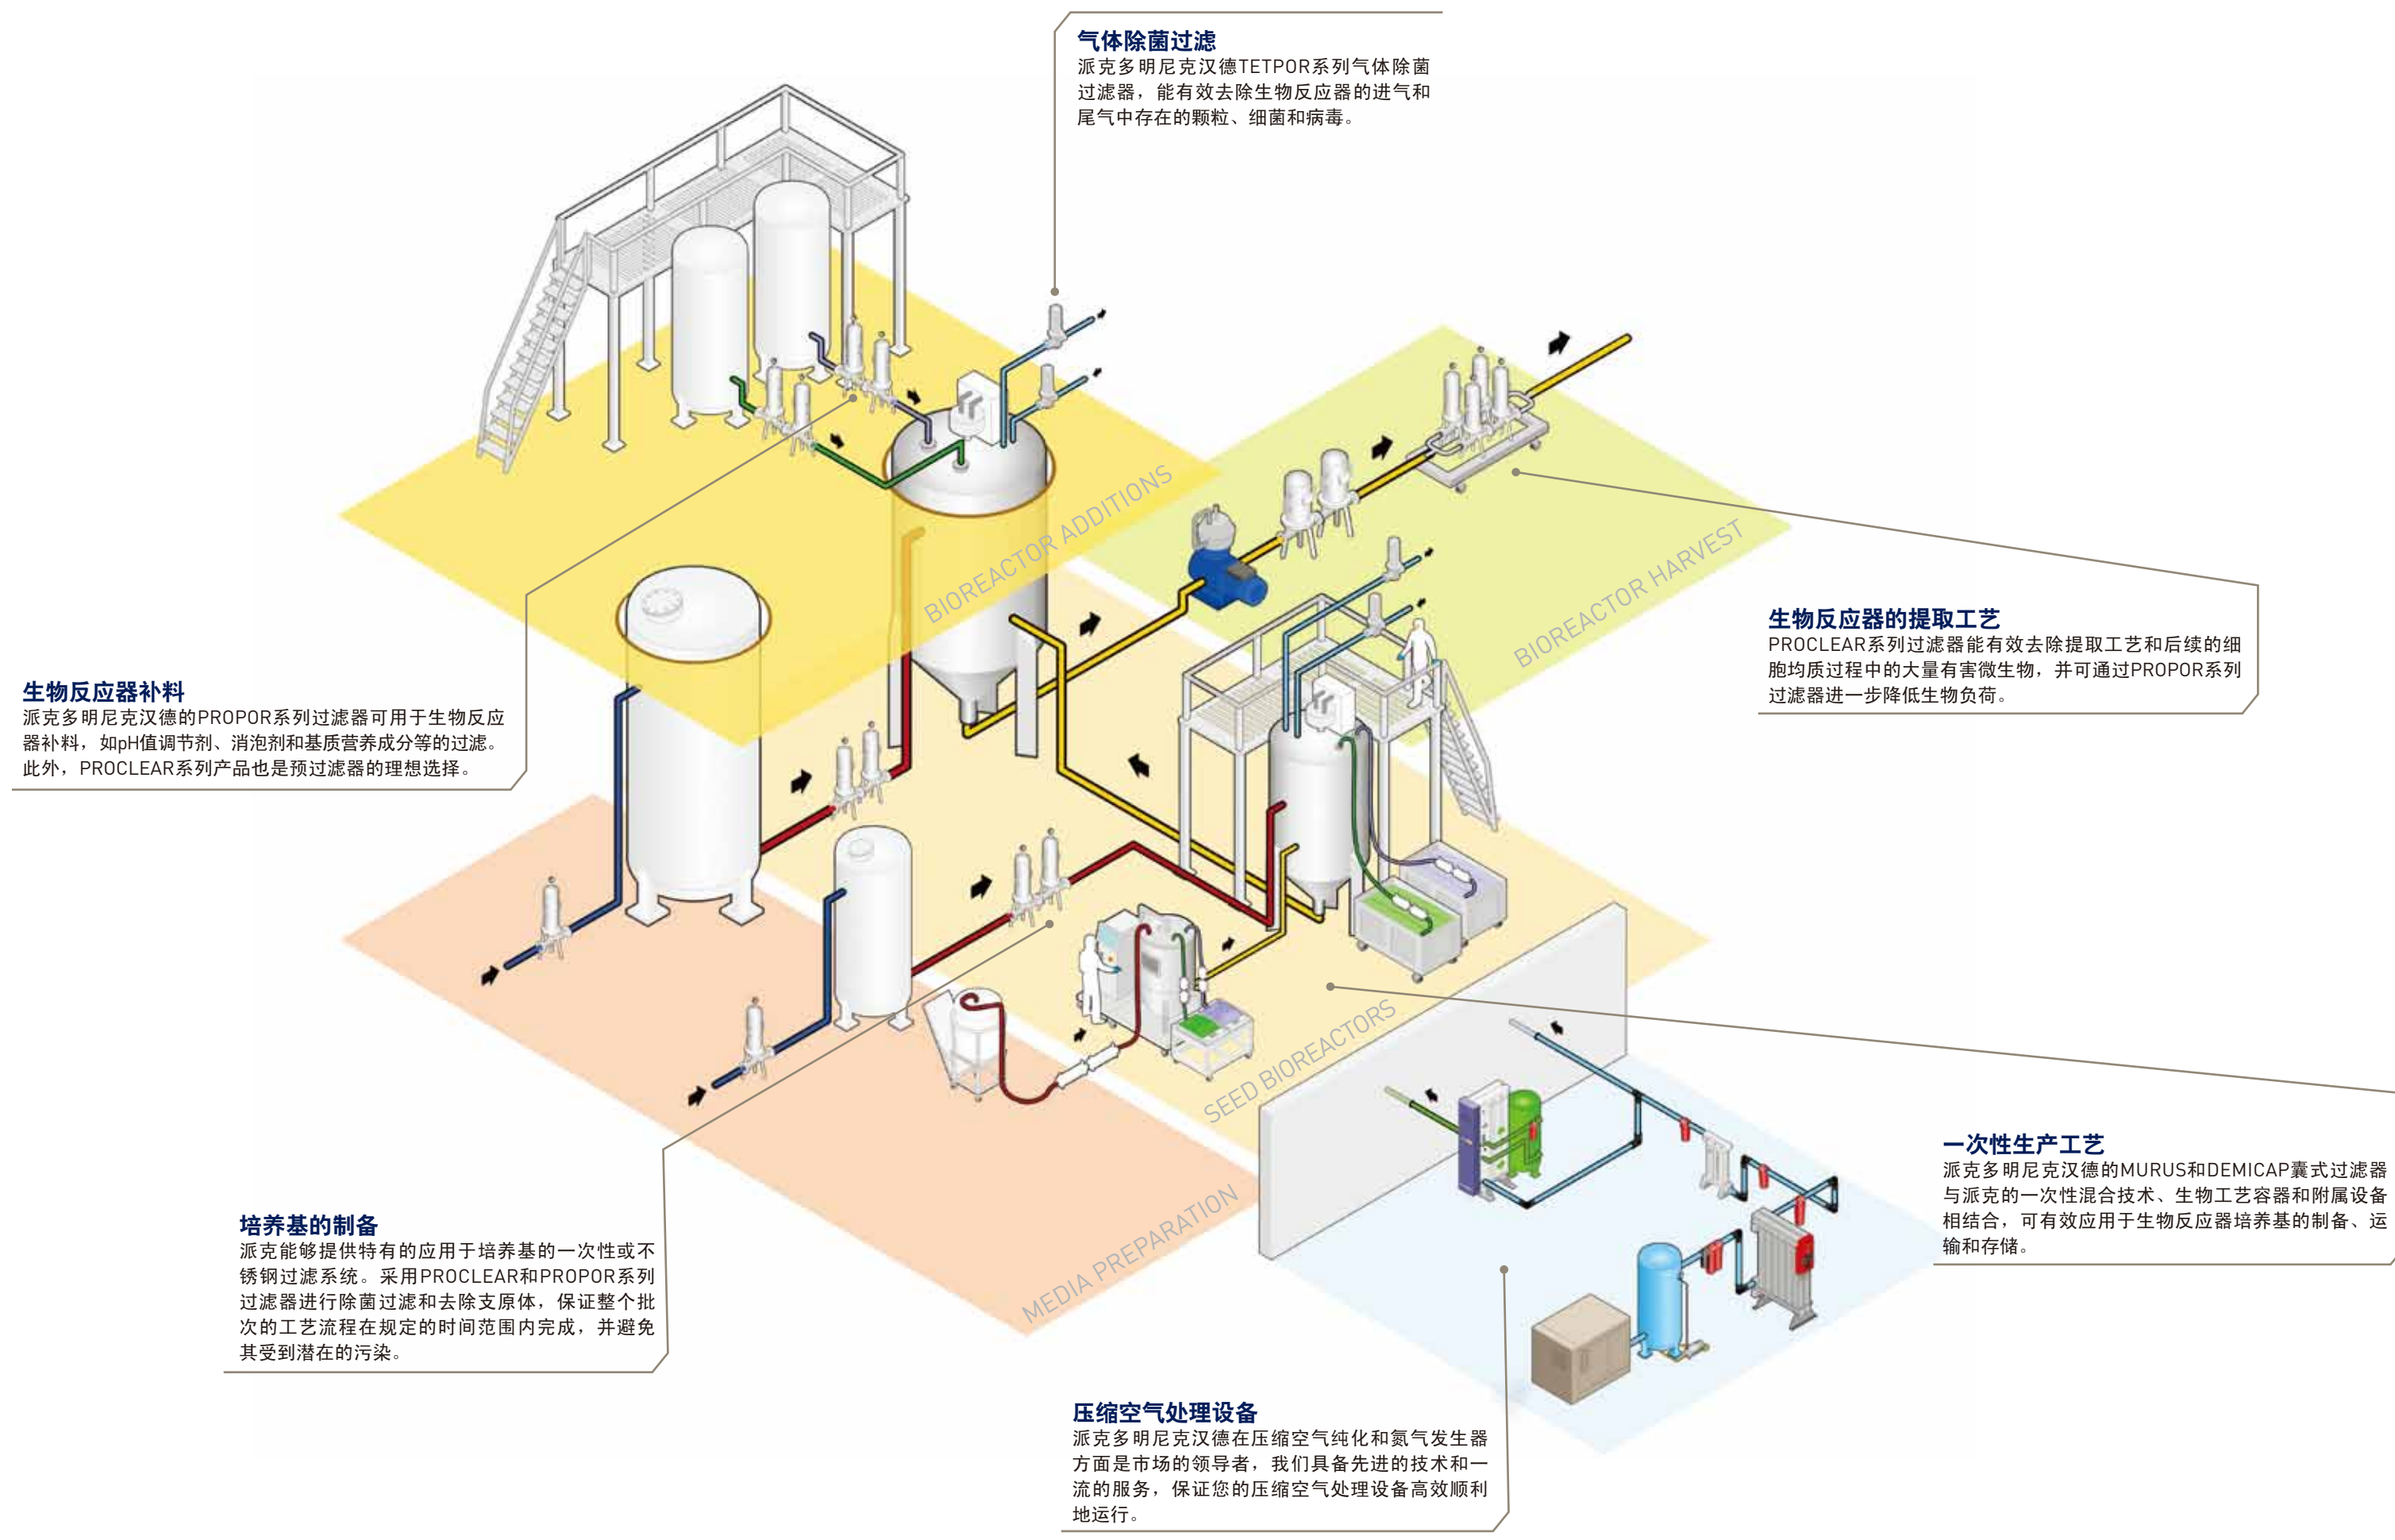 气体除菌过滤
派克多明尼克汉德TETPOR系列气体除菌
过滤器，能有效去除生物反应器的进气和
尾气中存在的颗粒、细菌和病毒。
BIOREACTOR ADDITIONS
BIOREACTOR HARVEST
生物反应器的提取工艺
PROCLEAR系列过滤器能有效去除提取工艺和后续的细
胞均质过程中的大量有害微生物，并可通过PROPOR系列
过滤器进一步降低生物负荷。
生物反应器补料
派克多明尼克汉德的PROPOR系列过滤器可用于生物反应
器补料，如pH值调节剂、消泡剂和基质营养成分等的过滤。
此外，PROCLEAR系列产品也是预过滤器的理想选择。
SEED BIOREACTORS
MEDIA PREPARATION
一次性生产工艺
派克多明尼克汉德的MURUS和DEMICAP囊式过滤器
与派克的一次性混合技术、生物工艺容器和附属设备
相结合，可有效应用于生物反应器培养基的制备、运
输和存储。
培养基的制备
派克能够提供特有的应用于培养基的一次性或不
锈钢过滤系统。采用PROCLEAR和PROPOR系列
过滤器进行除菌过滤和去除支原体，保证整个批
次的工艺流程在规定的时间范围内完成，并避免
其受到潜在的污染。
压缩空气处理设备
派克多明尼克汉德在压缩空气纯化和氮气发生器
方面是市场的领导者，我们具备先进的技术和一
流的服务，保证您的压缩空气处理设备高效顺利
地运行。